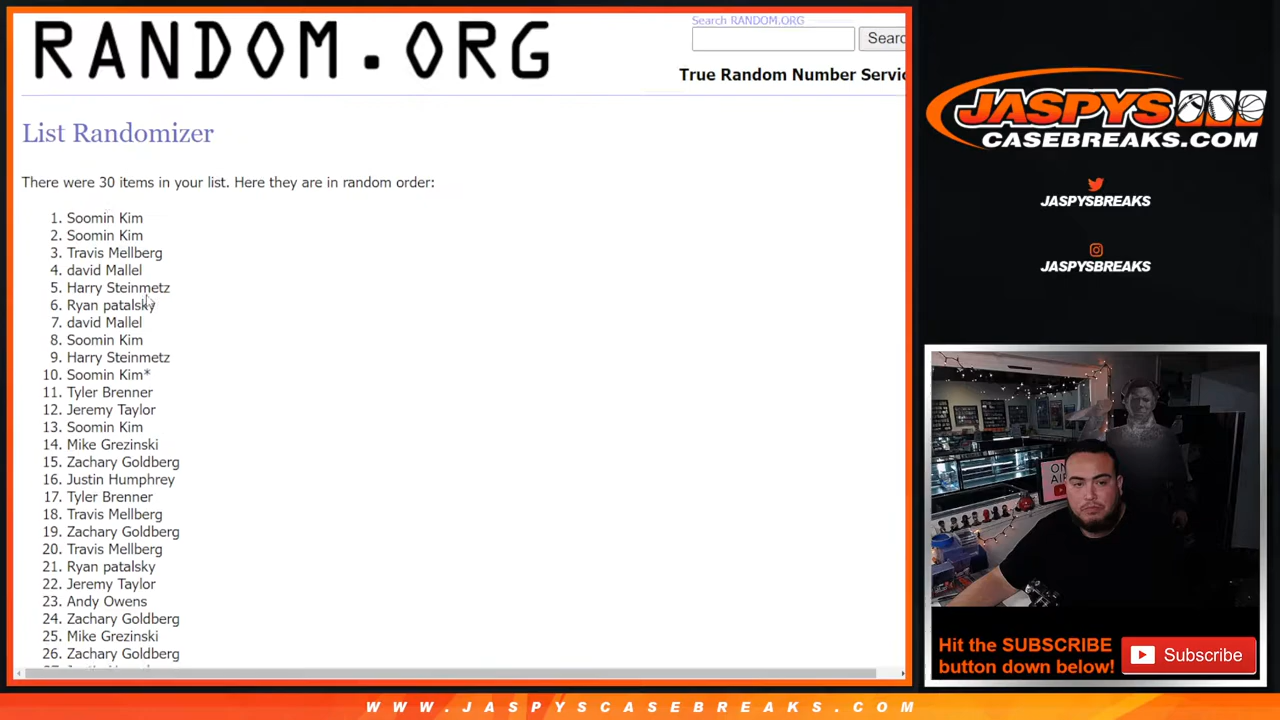 RANDOM.ORG
Search RANDOM.ORG
Searc
True Random Number Servic
List Randomizer
There were 30 items in your list. Here they are in random order:
1. Soomin Kim
2. Soomin Kim
3. Travis Mellberg
4. david Mallel
5. Harry Steinmetz
6. Ryan patalsky
7. david Mallel
8. Soomin Kim
9. Harry Steinmetz
10. Soomin Kim*
11. Tyler Brenner
12. Jeremy Taylor
13. Soomin Kim
14. Mike Grezinski
15. Zachary Goldberg
16. Justin Humphrey
17. Tyler Brenner
18. Travis Mellberg
19. Zachary Goldberg
20. Travis Mellberg
21. Ryan patalsky
22. Jeremy Taylor
23. Andy Owens
24. Zachary Goldberg
25. Mike Grezinski
26. Zachary Goldberg
JASPYS
CASEBREAKS.COM
JASPYSBREAKS
JASPYSBREAKS
ON
AIR
Hit the SUBSCRIBE
button down below!
Subscribe
WWW.JASPYSCASEBREAKS.COM